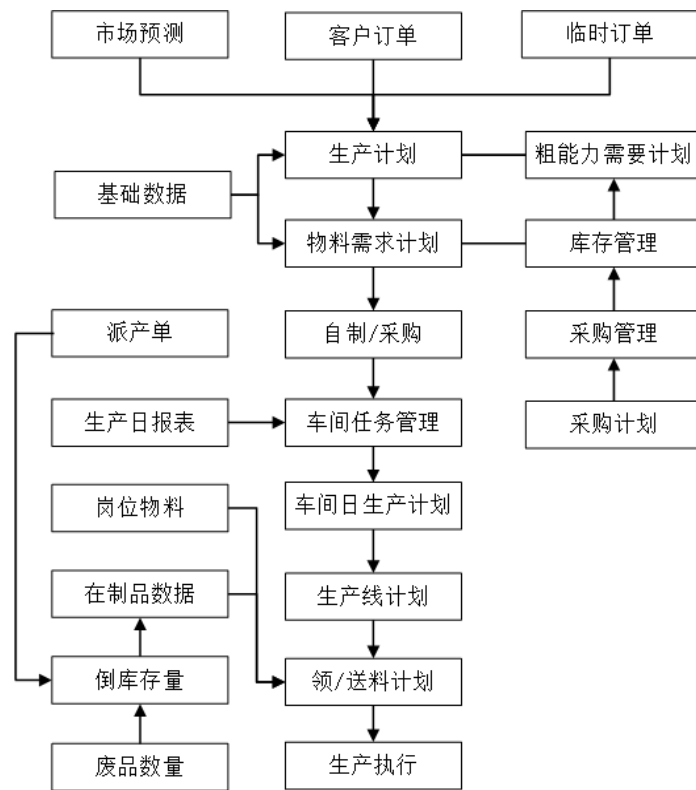 市场预测
客户订单
临时订单
生产计划
粗能力需要计划
基础数据
物料需求计划
库存管理
派产单
自制/采购
采购管理
生产日报表
车间任务管理
采购计划
岗位物料
车间日生产计划
在制品数据
生产线计划
倒库存量
领/送料计划
废品数量
生产执行